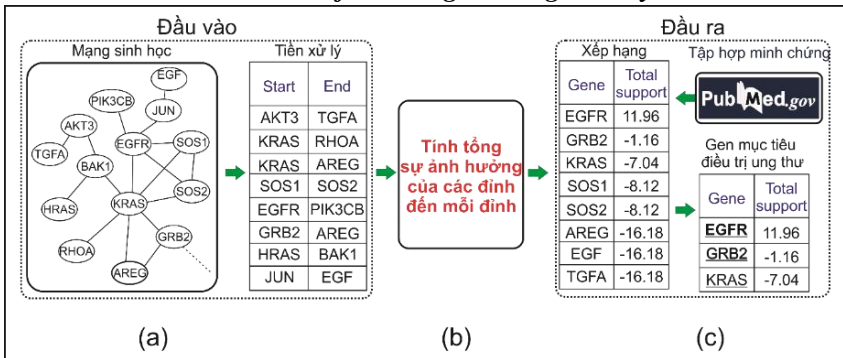 Đầu vào
Đầu ra
Mạng sinh học
Tiền xử lý
EGF
PIK3CB
JUN
AKT3
EGFR
SOS1
TGFA
BAK1
SOS2
HRAS
KRAS
GRB2
RHOA
AREG
Start End
AKT3 TGFA
KRAS RHOA
KRAS AREG
SOS1 SOS2
EGFR PIK3CB
GRB2 AREG
HRAS BAK1
JUN EGF
Tính tổng
sự ảnh hưởng
của các đỉnh
đến mỗi đỉnh
Xếp hạng
Gene Total support
EGFR 11.96
GRB2 -1.16
KRAS -7.04
SOS1 -8.12
SOS2 -8.12
AREG -16.18
EGF -16.18
TGFA -16.18
Tập hợp minh chứng
PubMed.gov
Gen mục tiêu
điều trị ung thư
Gene Total support
EGFR 11.96
GRB2 -1.16
KRAS -7.04
(a)
(b)
(c)